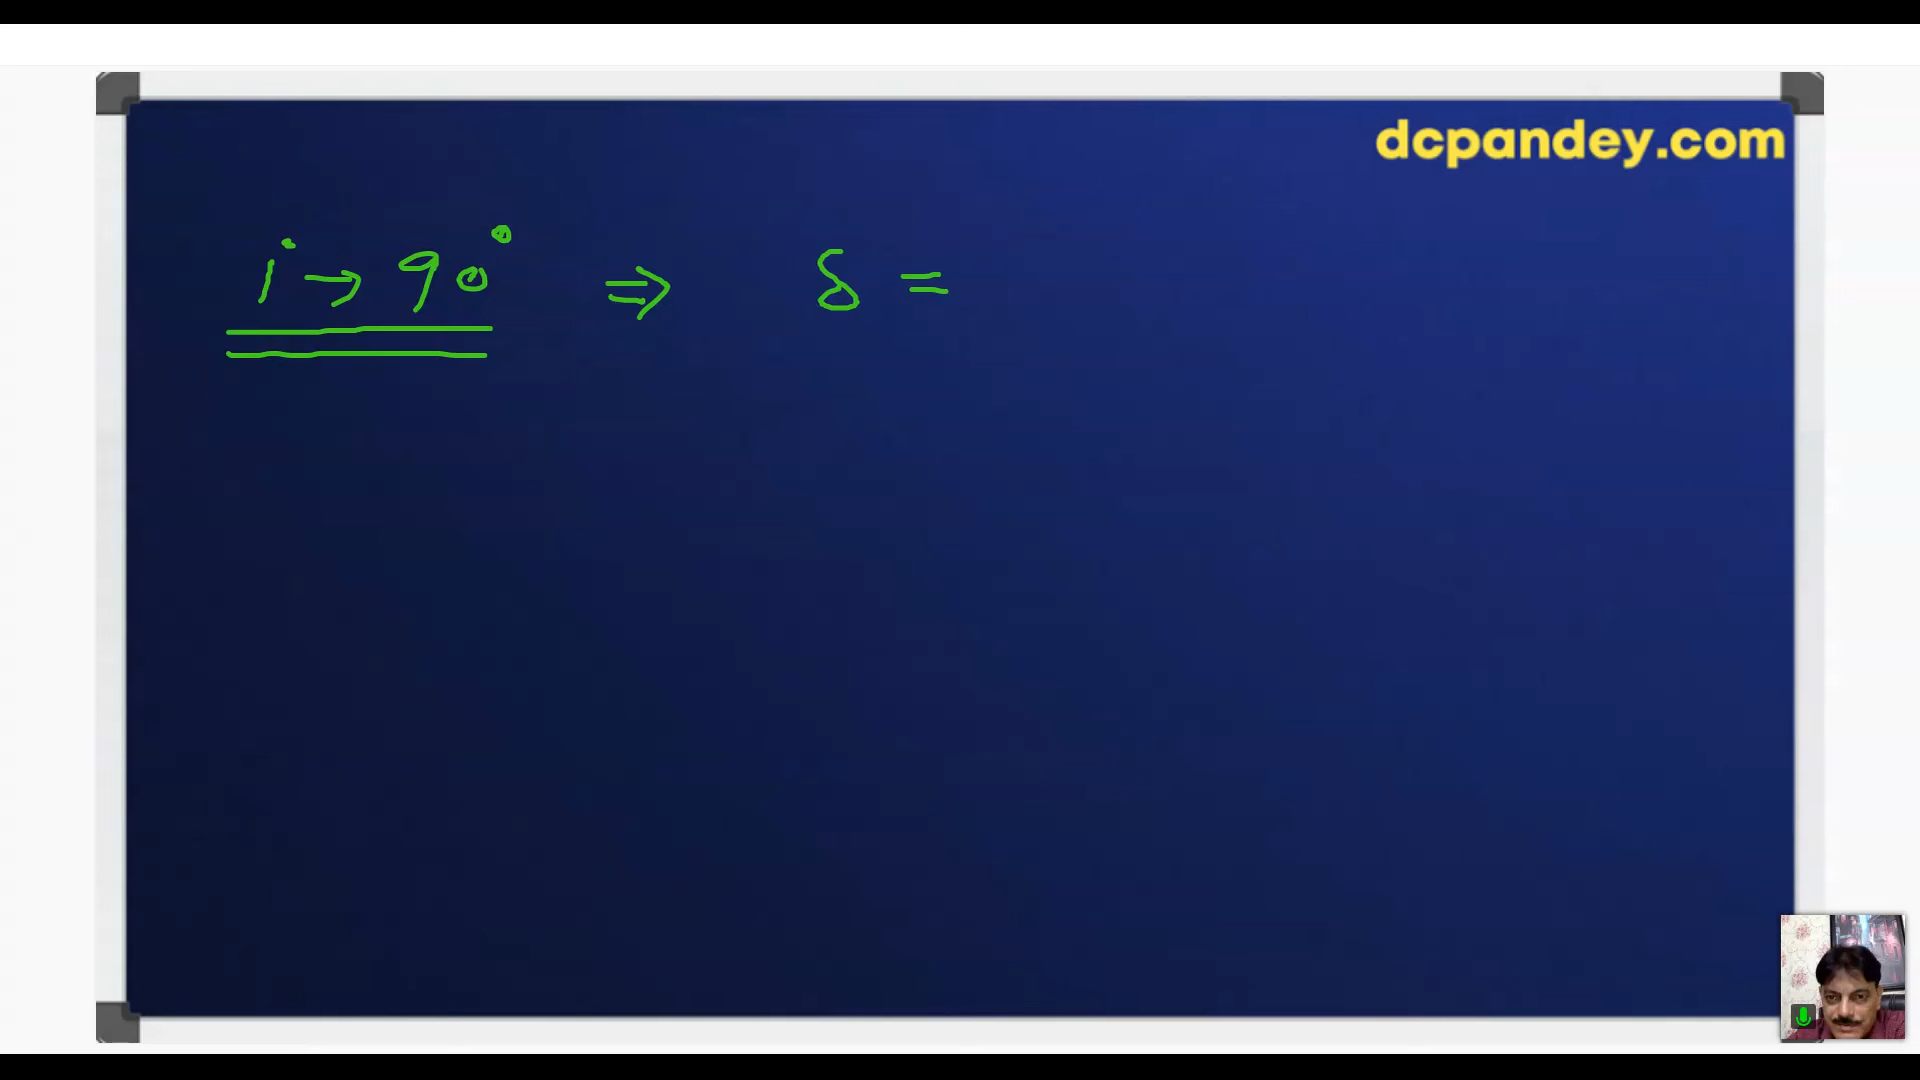 dcpandey.com
i → 90° ⇒ δ =